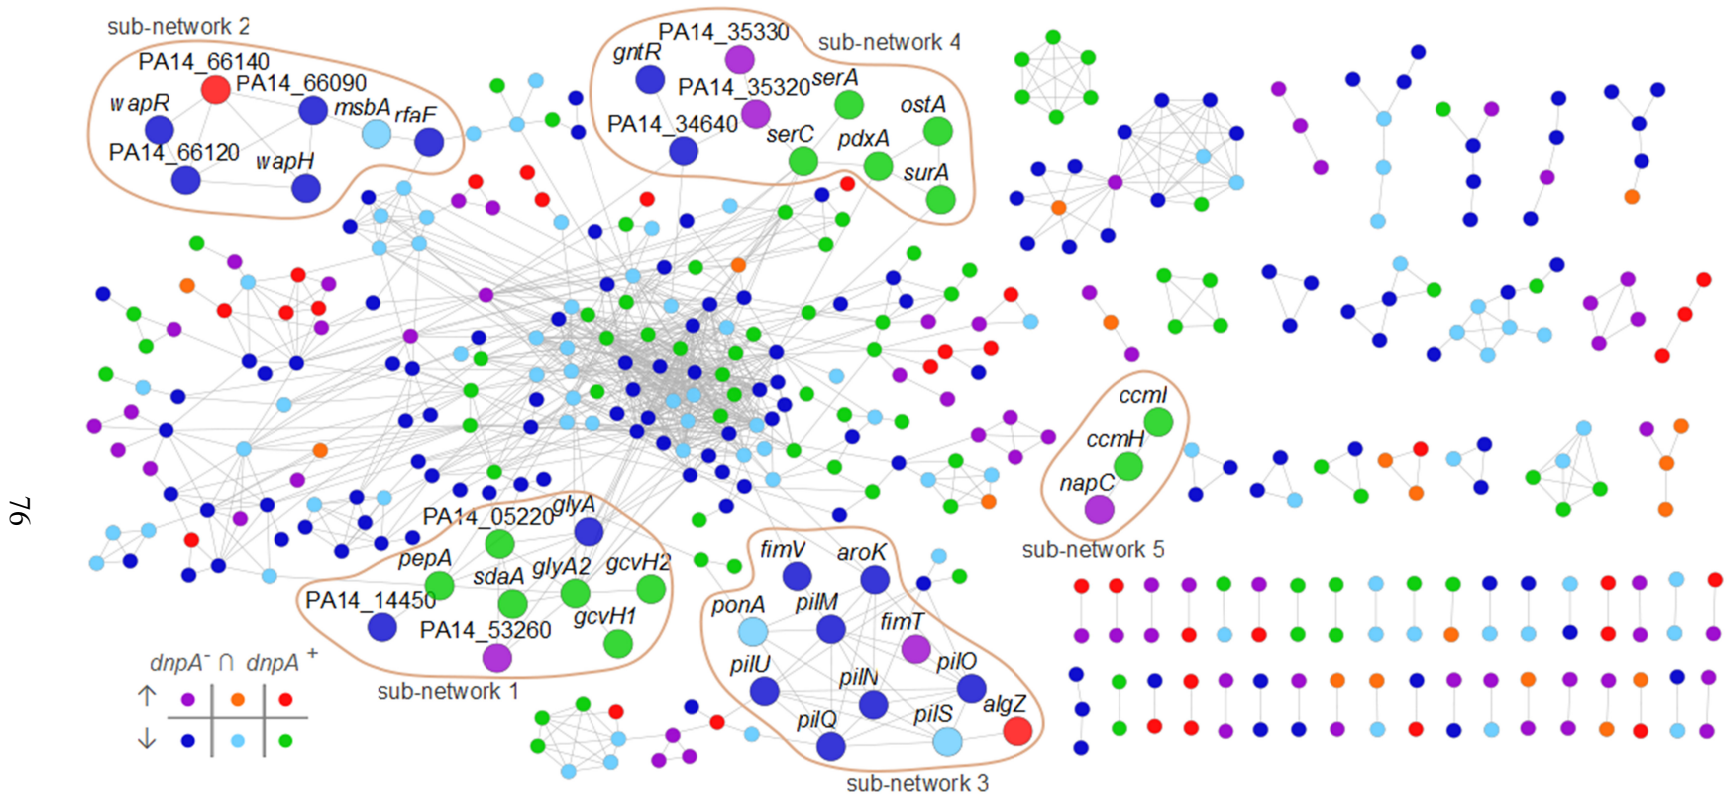 sub-network 2
PA14_66140
PA14_66090
wapR
msbA
rfaF
PA14_66120
wapH
PA14_35330
gntR
sub-network 4
PA14_35320
serA
PA14_34640
serC
pdxA
ostA
surA
ccmI
ccmH
napC
sub-network 5
PA14_05220
glyA
pepA
sdaA
glyA2
gcvH2
PA14_14450
gcvH1
PA14_53260
sub-network 1
fimV
aroK
ponA
pilM
fimT
pilU
pilN
pilO
pilQ
pilS
algZ
sub-network 3
dnpA- ∩ dnpA +
↑
↓
76